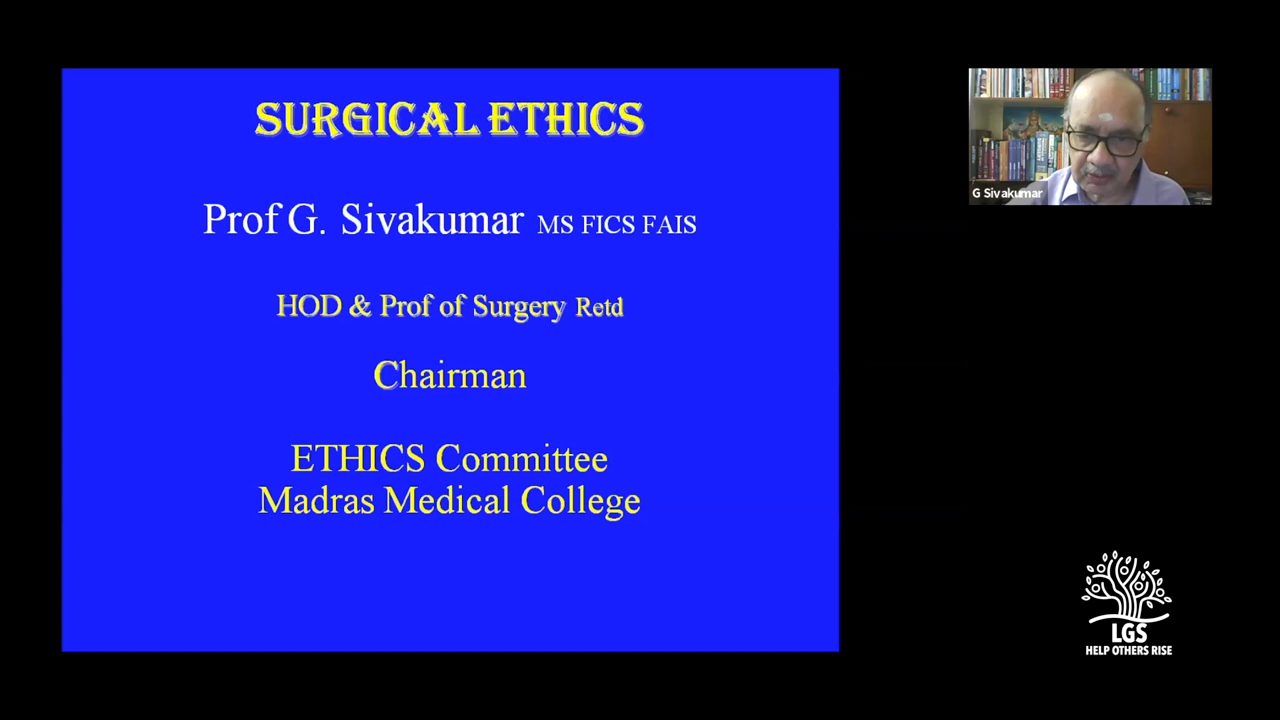 SURGICAL ETHICS
Prof G. Sivakumar MS FICS FAIS
HOD & Prof of Surgery Retd
Chairman
ETHICS Committee
Madras Medical College
G Sivakumar
LGS
HELP OTHERS RISE